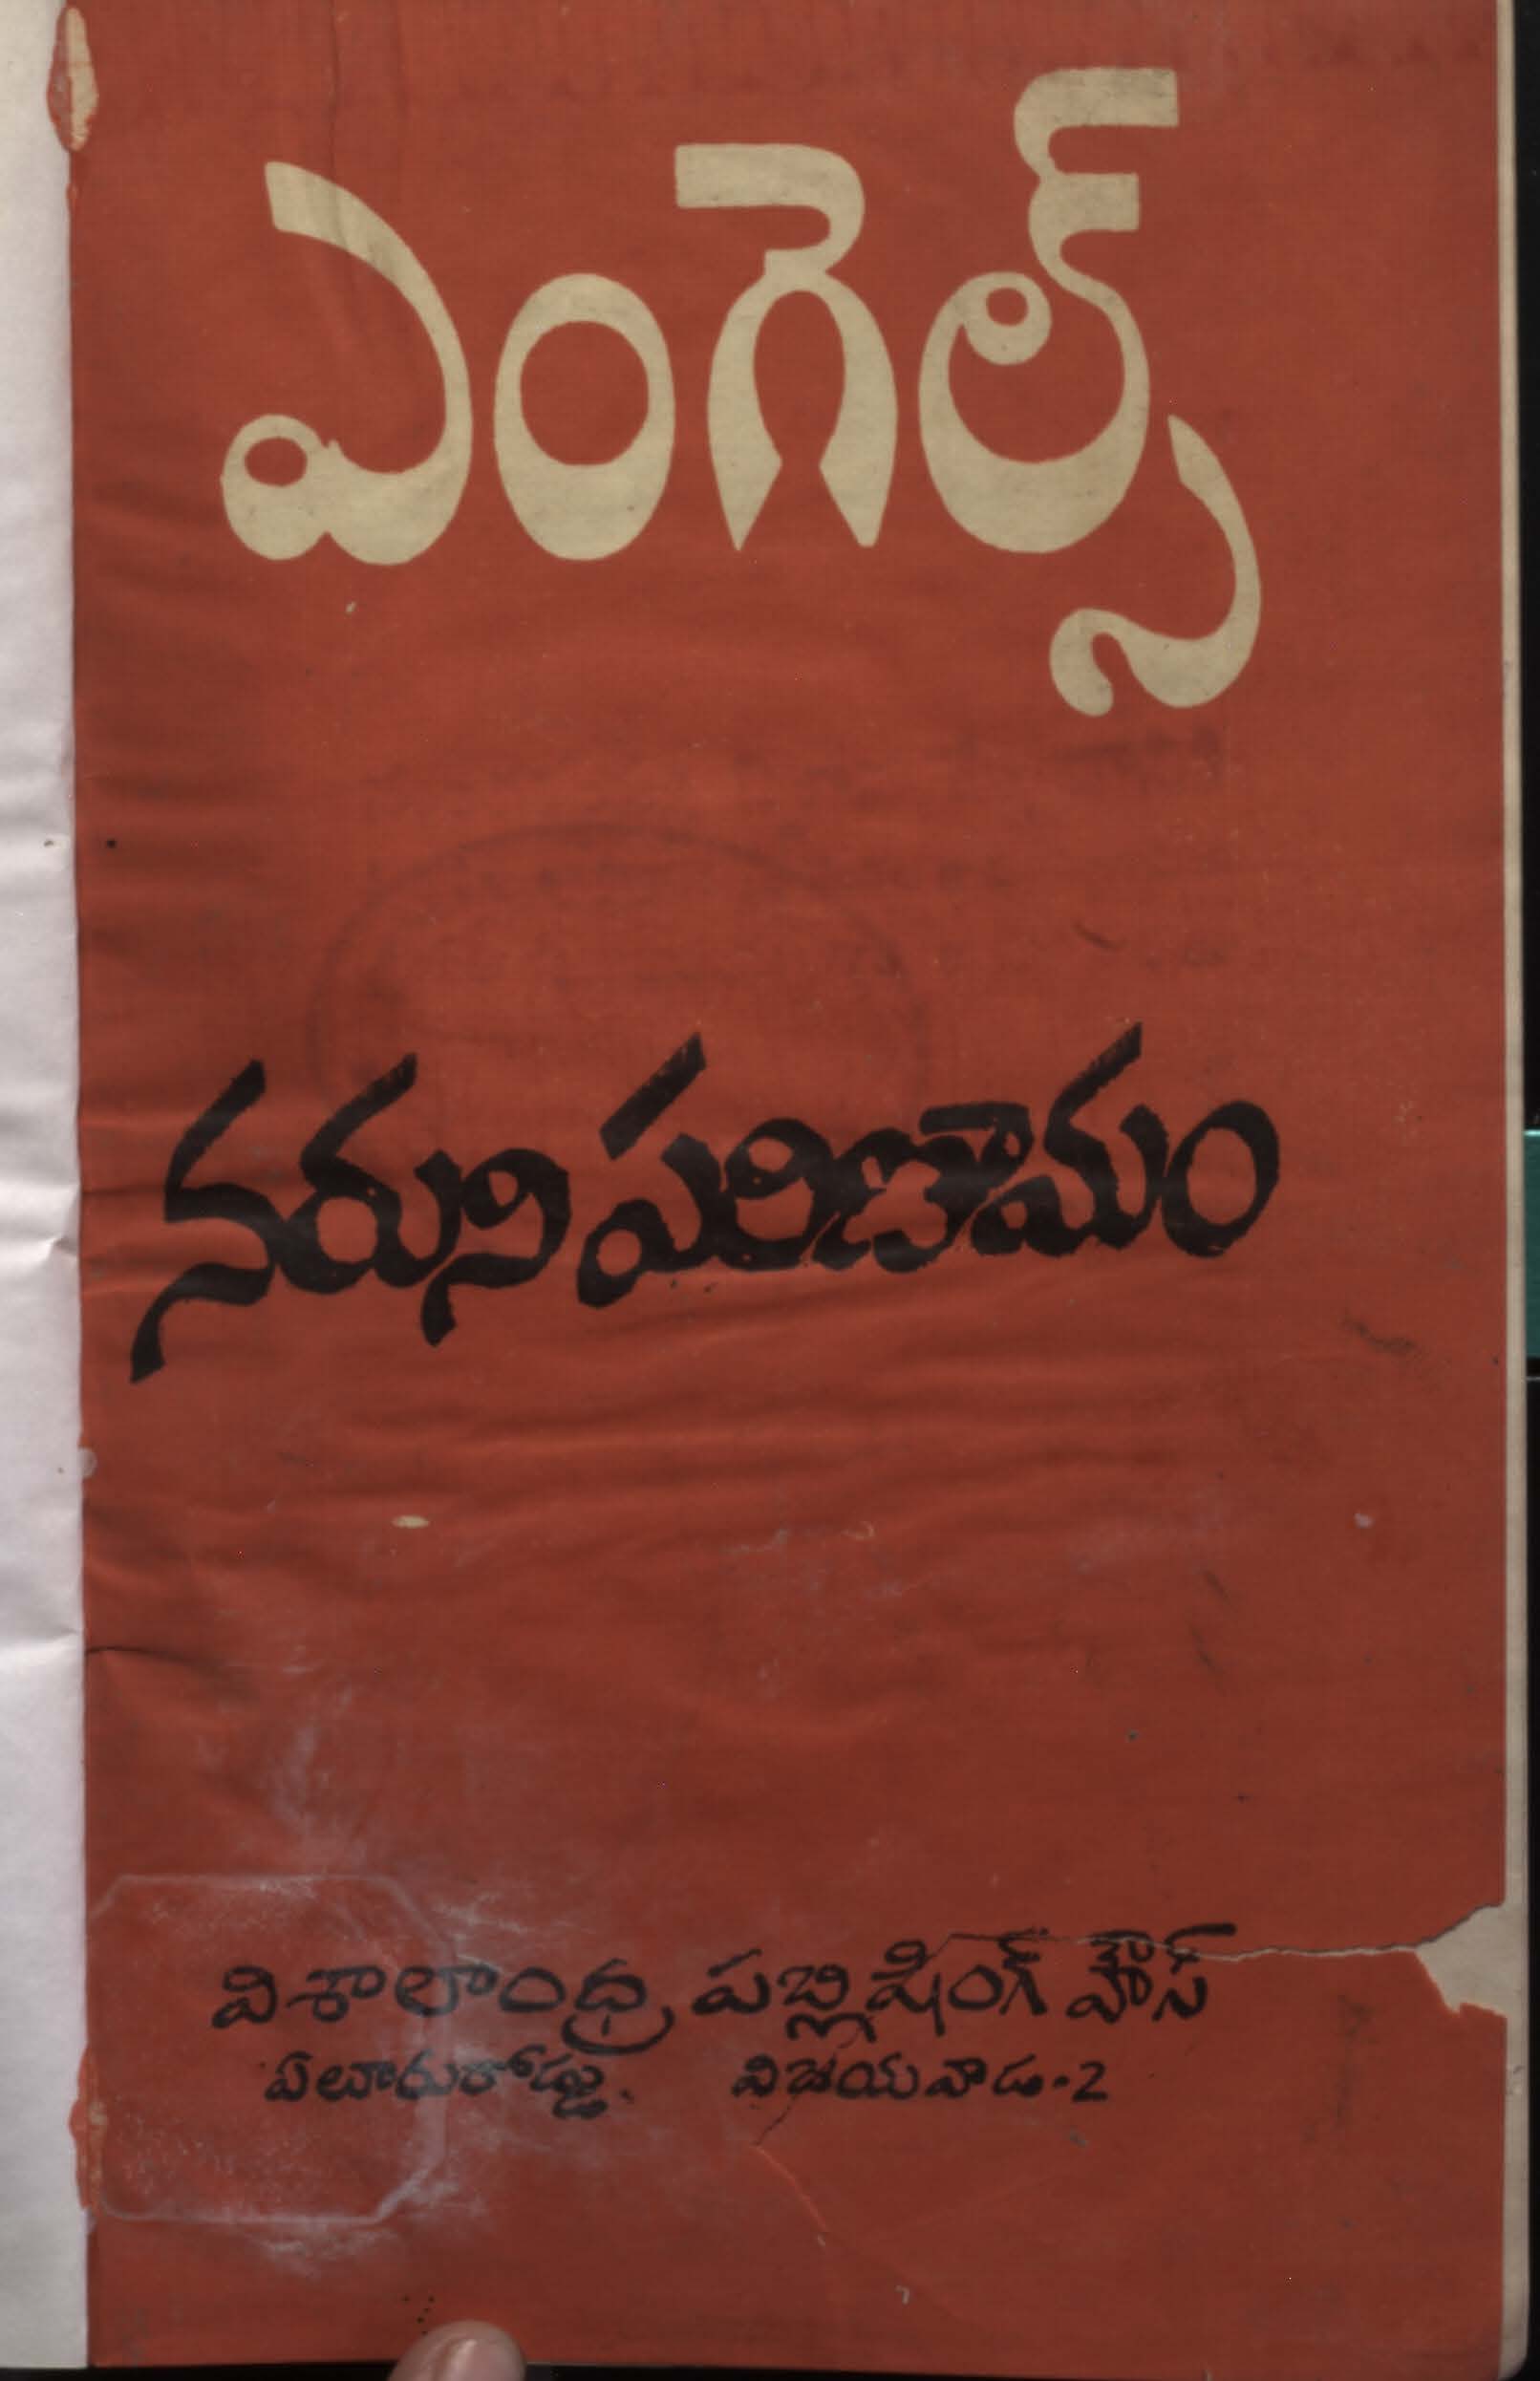 ఎంగెల్స్
నరుని పరిణామం
విశాలాంధ్ర పబ్లిషింగ్ హౌస్
ఏలూరురోడ్డు. విజయవాడ-2